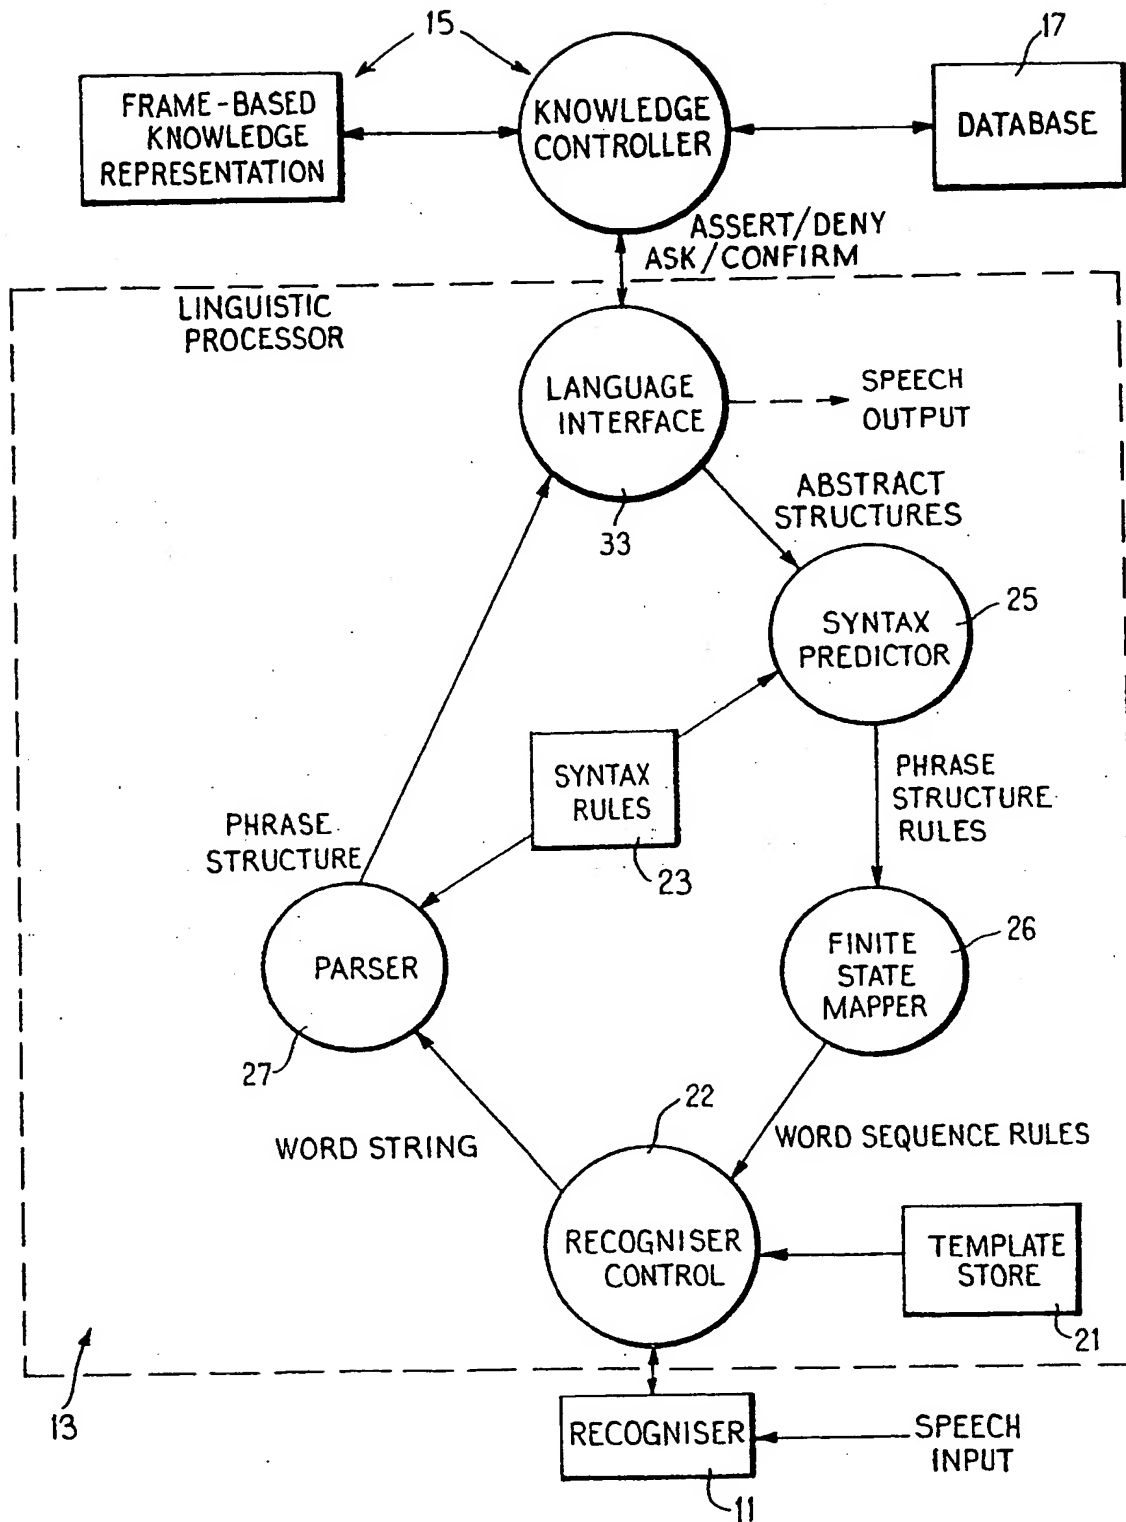 15
17
FRAME-BASED
KNOWLEDGE
REPRESENTATION
KNOWLEDGE
CONTROLLER
DATABASE
ASSERT/DENY
ASK/CONFIRM
LINGUISTIC
PROCESSOR
LANGUAGE
INTERFACE
SPEECH
OUTPUT
33
ABSTRACT
STRUCTURES
25
SYNTAX
PREDICTOR
SYNTAX
RULES
23
PHRASE
STRUCTURE
RULES
PHRASE
STRUCTURE
PARSER
27
26
FINITE
STATE
MAPPER
22
WORD STRING
WORD SEQUENCE RULES
RECOGNISER
CONTROL
TEMPLATE
STORE
21
13
RECOGNISER
11
SPEECH
INPUT